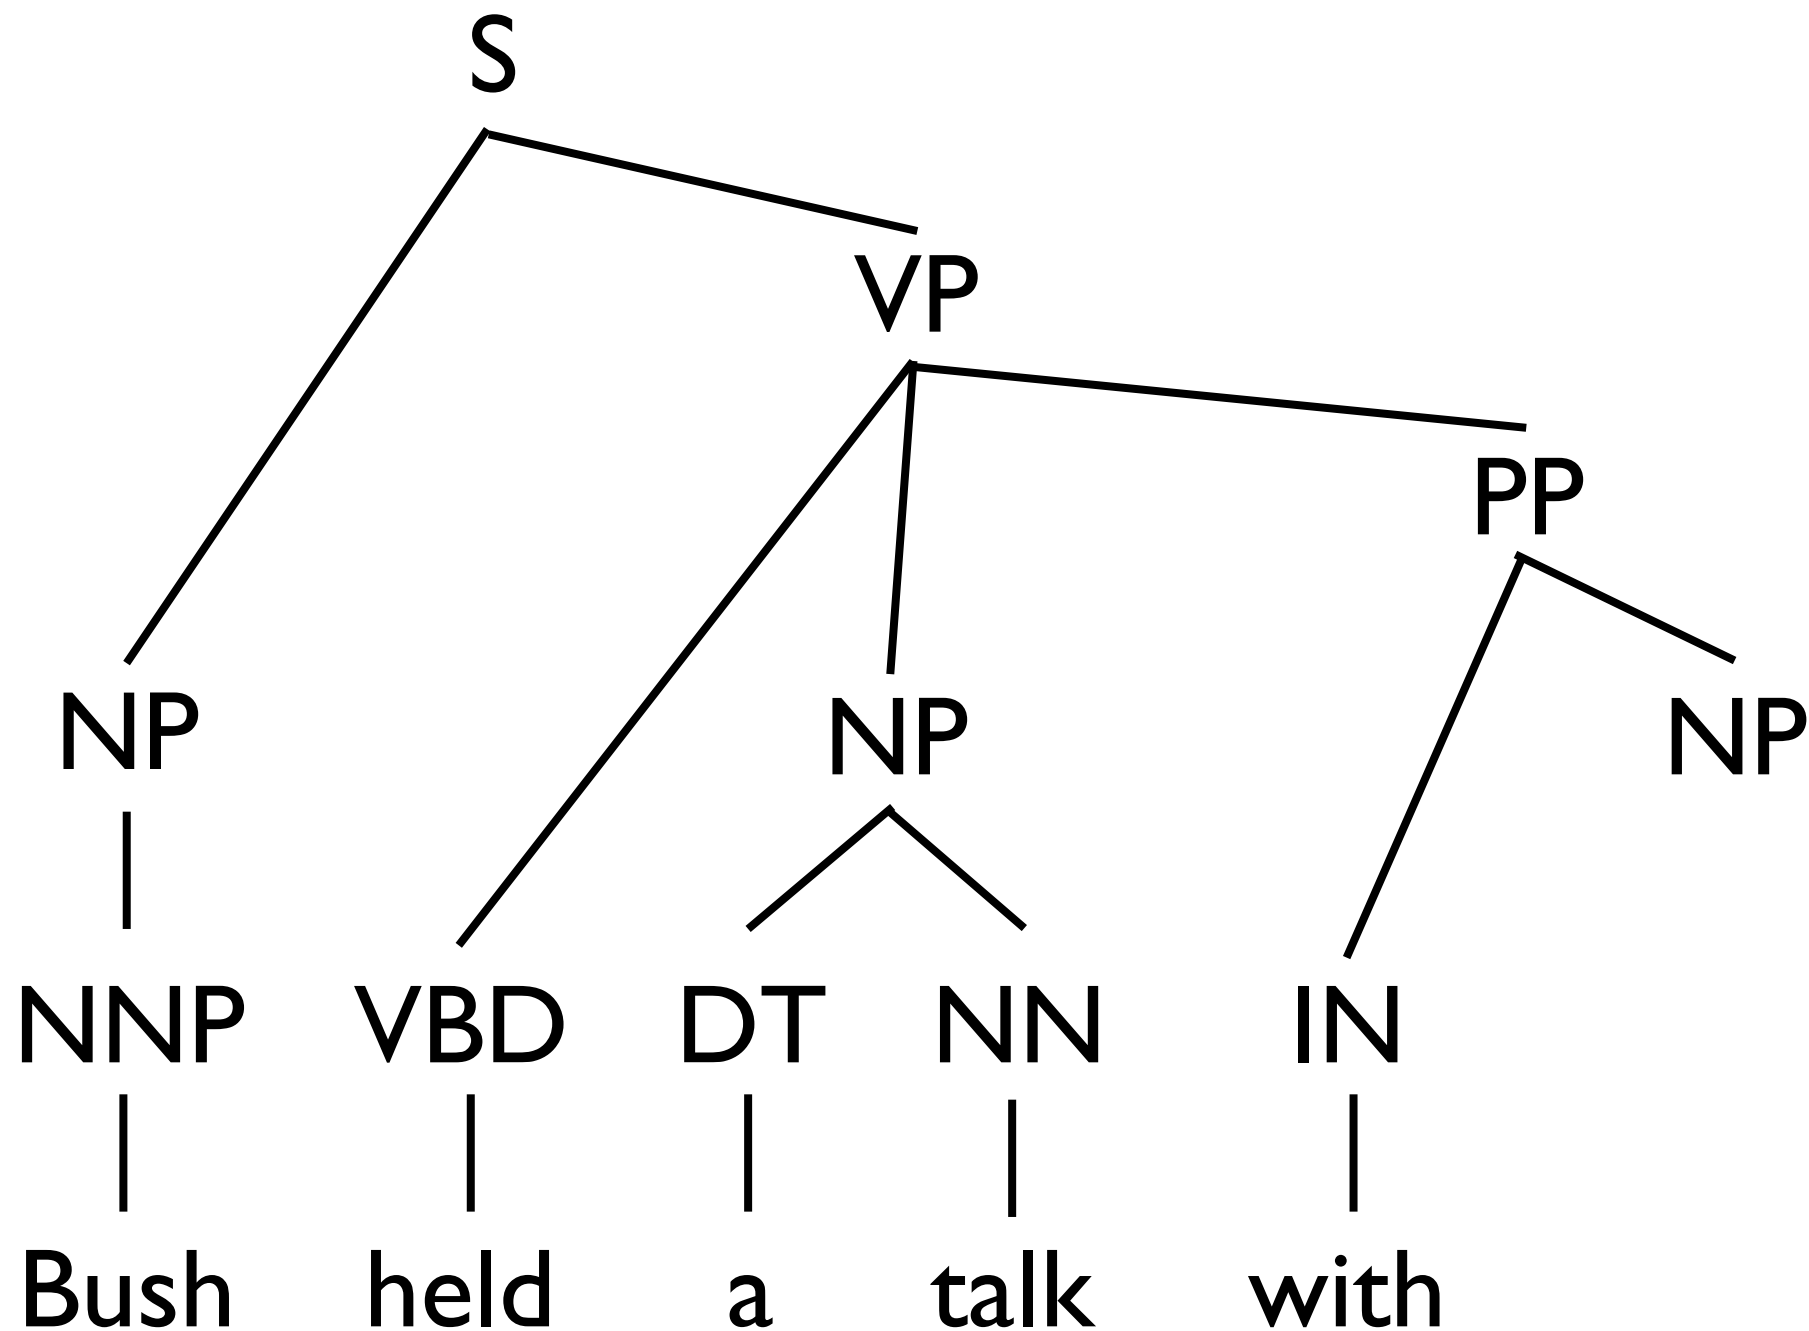 S
VP
PP
NP NP NP
NNP VBD DT NN IN
Bush held a talk with